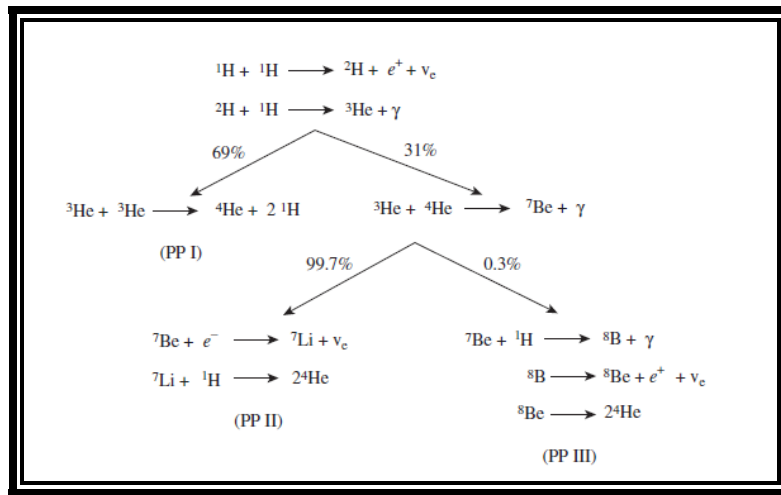 ¹H + ¹H ⟶ ²H + e⁺ + νₑ
²H + ¹H ⟶ ³He + γ
69% 31%
³He + ³He ⟶ ⁴He + 2 ¹H ³He + ⁴He ⟶ ⁷Be + γ
(PP I)
99.7% 0.3%
⁷Be + e⁻ ⟶ ⁷Li + νₑ ⁷Be + ¹H ⟶ ⁸B + γ
⁷Li + ¹H ⟶ 2⁴He ⁸B ⟶ ⁸Be + e⁺ + νₑ
(PP II) ⁸Be ⟶ 2⁴He
(PP III)